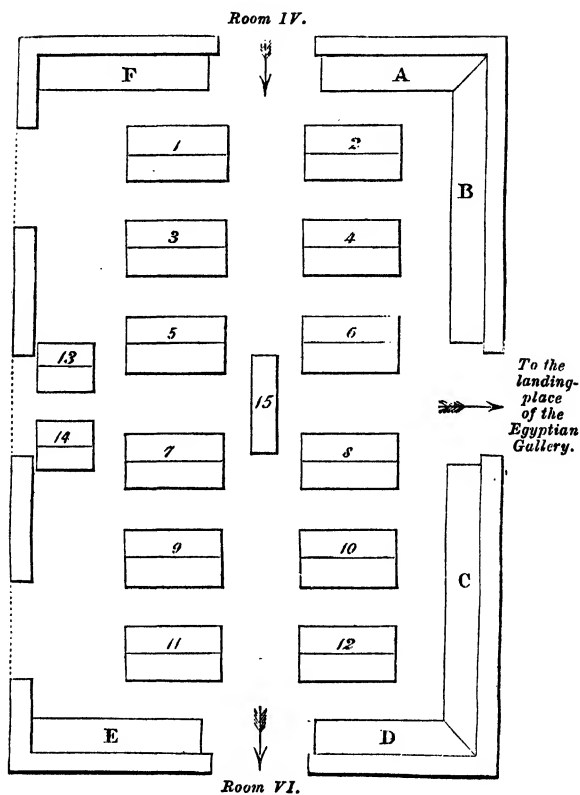 Room IV.
F
A
1
2
B
3
4
5
6
13
To the
landing-
place
of the
Egyptian
Gallery.
15
14
7
8
9
10
C
11
12
E
D
Room VI.